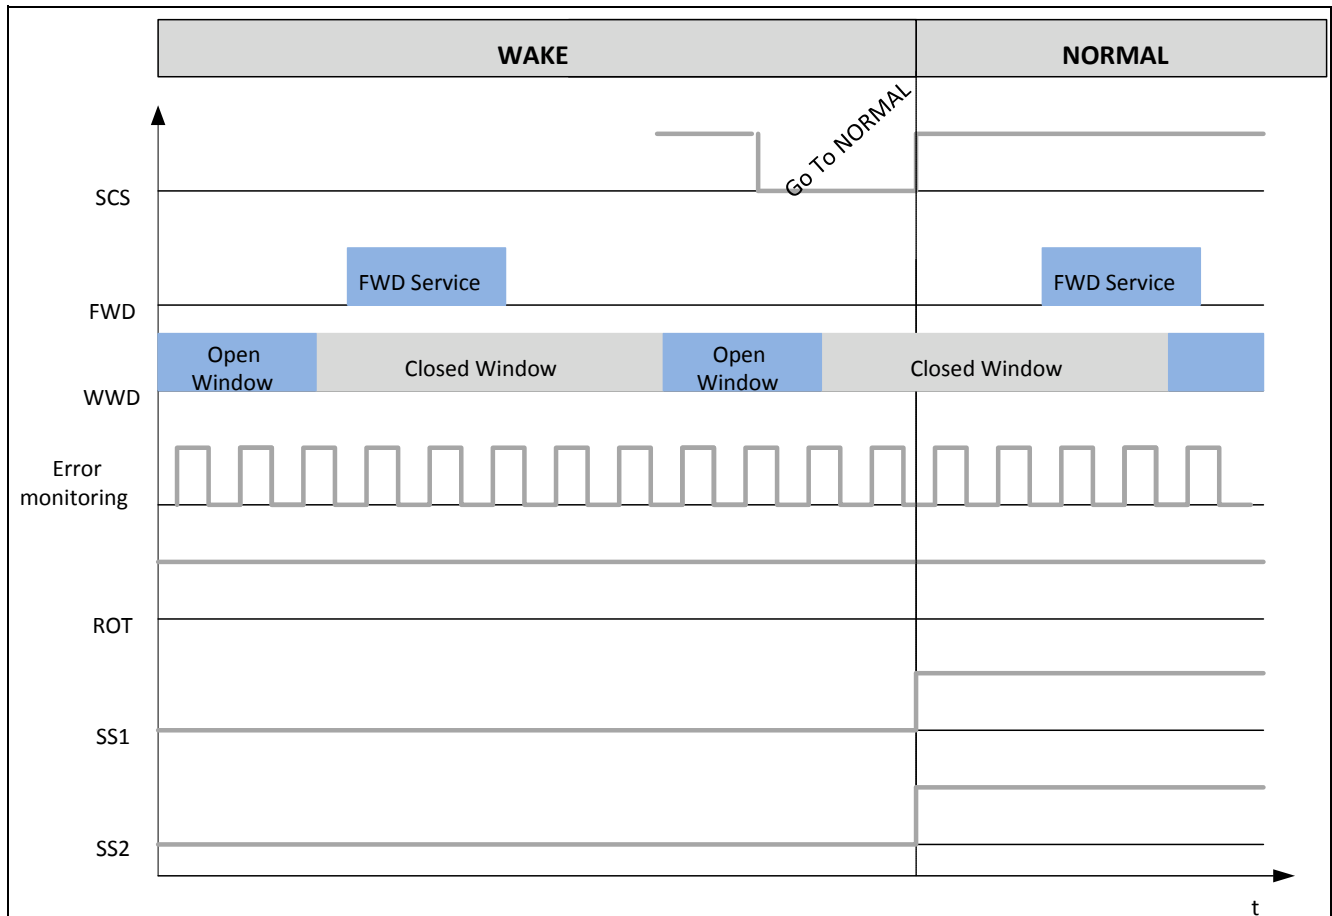 WAKE
NORMAL
Go To NORMAL
SCS
FWD Service
FWD Service
FWD
Open
Window
Closed Window
Open
Window
Closed Window
WWD
Error
monitoring
ROT
SS1
SS2
t